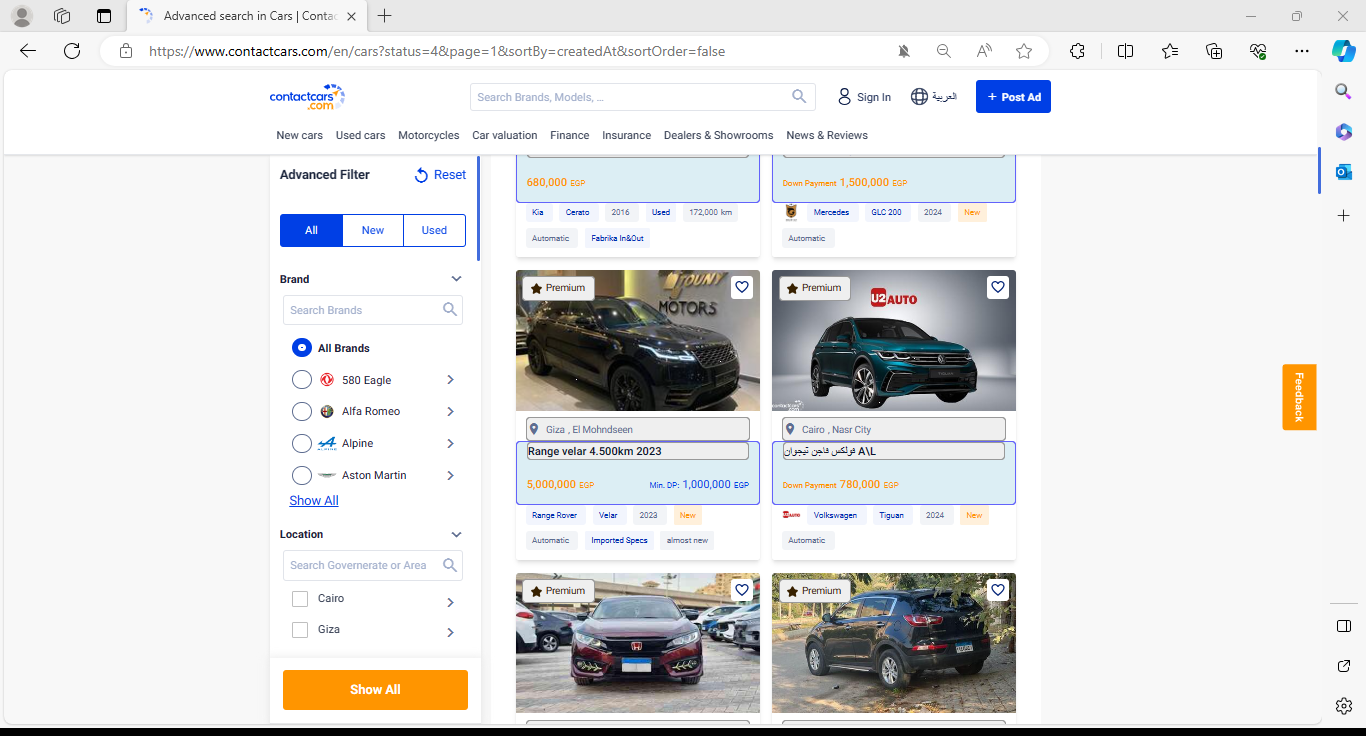 Advanced search in Cars | Contac
https://www.contactcars.com/en/cars?status=4&page=1&sortBy=createdAt&sortOrder=false
contactcars
.com
Search Brands, Models, ...
Sign In
العربية
+ Post Ad
New cars
Used cars
Motorcycles
Car valuation
Finance
Insurance
Dealers & Showrooms
News & Reviews
Advanced Filter
Reset
All
New
Used
Brand
Search Brands
All Brands
580 Eagle
Alfa Romeo
Alpine
Aston Martin
Show All
Location
Search Governerate or Area
Cairo
Giza
Show All
680,000 EGP
Kia Cerato 2016 Used 172,000 km
Automatic Fabrika In&Out
Down Payment 1,500,000 EGP
Mercedes GLC 200 2024 New
Automatic
Premium
TOUNY
MOTORS
Giza , El Mohndseen
Range velar 4.500km 2023
5,000,000 EGP Min. DP: 1,000,000 EGP
Range Rover Velar 2023 New
Automatic Imported Specs almost new
Premium
U2 AUTO
contactcars
.com
Cairo , Nasr City
فولكس فاجن تيجوان A\L
Down Payment 780,000 EGP
U2 AUTO Volkswagen Tiguan 2024 New
Automatic
Premium
Premium
Feedback